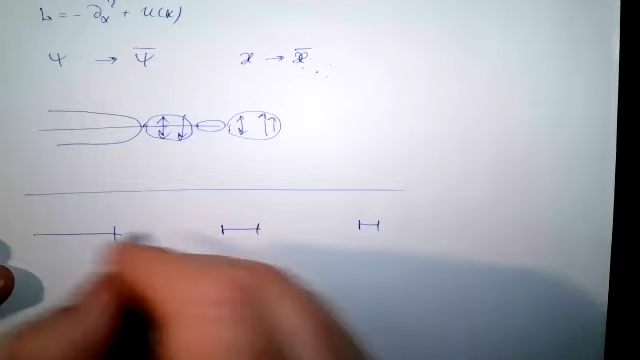 L = - ∂ₓ² + u(x)
Ψ → Ψ̅ x → x̅